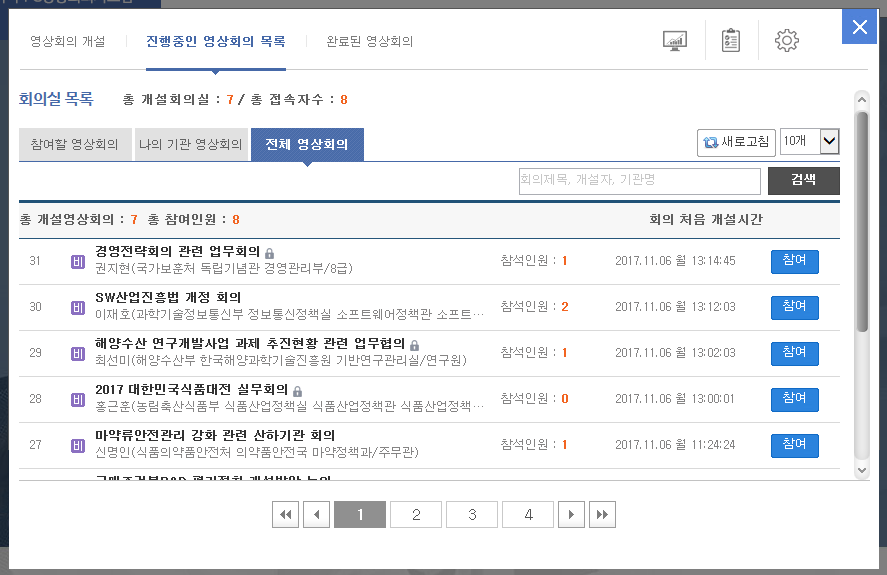 영상회의 개설
진행중인 영상회의 목록
완료된 영상회의
회의실 목록
총 개설회의실 : 7 / 총 접속자수 : 8
참여할 영상회의
나의 기관 영상회의
전체 영상회의
새로고침
10개
회의제목, 개설자, 기관명
검색
총 개설영상회의 : 7 총 참여인원 : 8
회의 처음 개설시간
31
비
경영전략회의 관련 업무회의
권지현(국가보훈처 독립기념관 경영관리부/8급)
참석인원 : 1
2017.11.06 월 13:14:45
참여
30
비
SW산업진흥법 개정 회의
이재호(과학기술정보통신부 정보통신정책실 소프트웨어정책관 소프트…
참석인원 : 2
2017.11.06 월 13:12:03
참여
29
비
해양수산 연구개발사업 과제 추진현황 관련 업무협의
최선미(해양수산부 한국해양과학기술진흥원 기반연구관리실/연구원)
참석인원 : 1
2017.11.06 월 13:02:03
참여
28
비
2017 대한민국식품대전 실무회의
홍근훈(농림축산식품부 식품산업정책실 식품산업정책관 식품산업정책…
참석인원 : 0
2017.11.06 월 13:00:01
참여
27
비
마약류안전관리 강화 관련 산하기관 회의
신명인(식품의약품안전처 의약품안전국 마약정책과/주무관)
참석인원 : 1
2017.11.06 월 11:24:24
참여
1
2
3
4